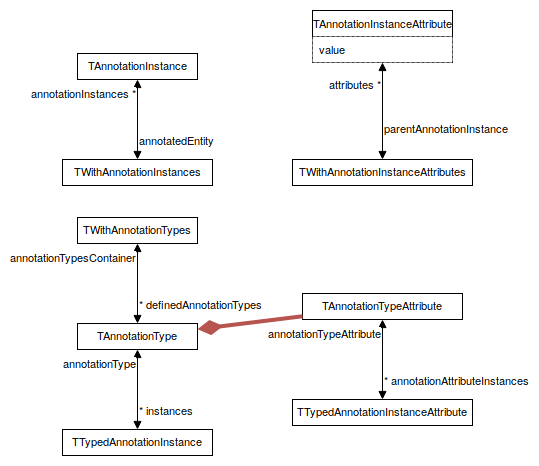 TAnnotationInstanceAttribute
value
TAnnotationInstance
annotationInstances *
attributes *
annotatedEntity
parentAnnotationInstance
TWithAnnotationInstances
TWithAnnotationInstanceAttributes
TWithAnnotationTypes
annotationTypesContainer
* definedAnnotationTypes
TAnnotationTypeAttribute
TAnnotationType
annotationTypeAttribute
annotationType
* annotationAttributeInstances
* instances
TTypedAnnotationInstanceAttribute
TTypedAnnotationInstance